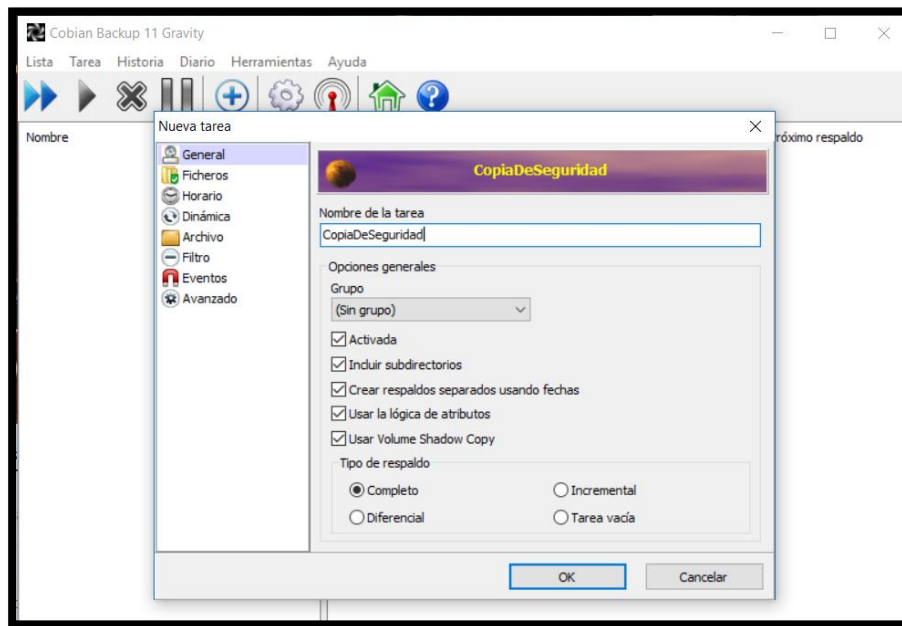 Cobian Backup 11 Gravity
Lista Tarea Historia Diario Herramientas Ayuda
Nombre
róximo respaldo
Nueva tarea
General
Ficheros
Horario
Dinámica
Archivo
Filtro
Eventos
Avanzado
CopiaDeSeguridad
Nombre de la tarea
CopiaDeSeguridad
Opciones generales
Grupo
(Sin grupo)
Activada
Incluir subdirectorios
Crear respaldos separados usando fechas
Usar la lógica de atributos
Usar Volume Shadow Copy
Tipo de respaldo
Completo Incremental
Diferencial Tarea vacía
OK Cancelar